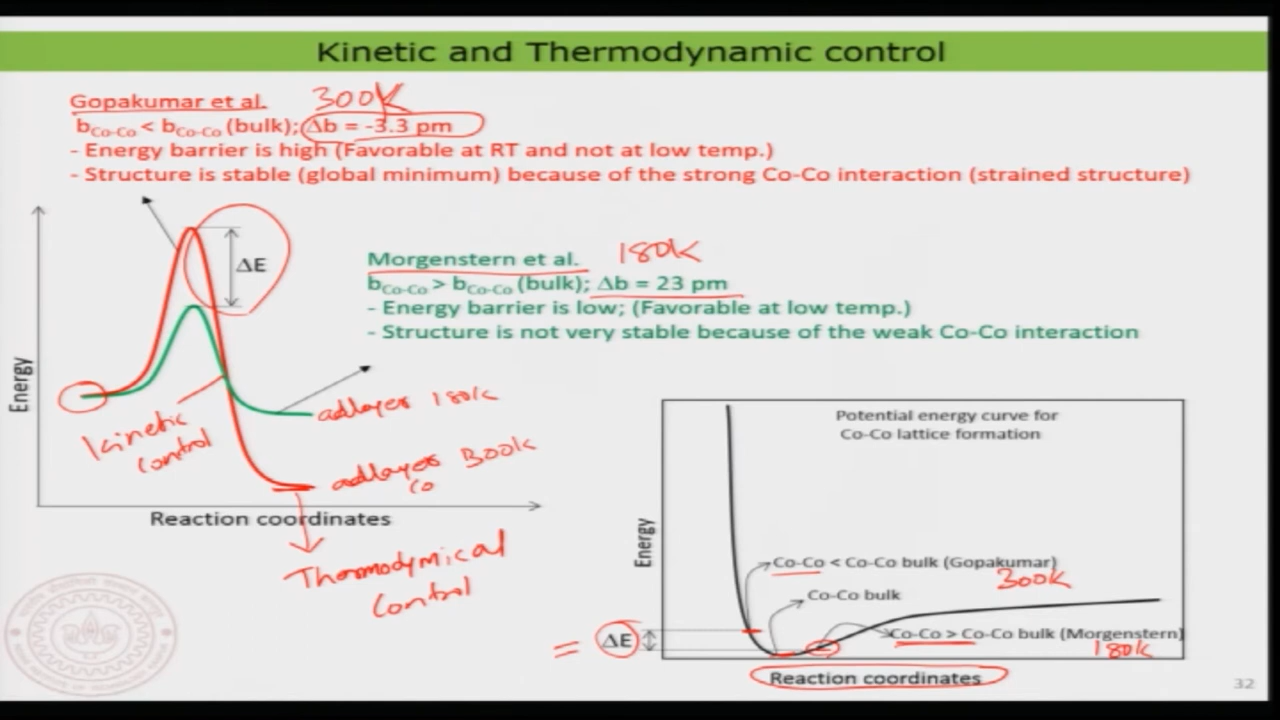 Kinetic and Thermodynamic control
Gopakumar et al. 300K
b Co-Co < b Co-Co (bulk); Δb = -3.3 pm
- Energy barrier is high (Favorable at RT and not at low temp.)
- Structure is stable (global minimum) because of the strong Co-Co interaction (strained structure)
ΔE
Morgenstern et al. 180K
b Co-Co > b Co-Co (bulk); Δb = 23 pm
- Energy barrier is low; (Favorable at low temp.)
- Structure is not very stable because of the weak Co-Co interaction
Energy
Kinetic
control
adlayer 180K
adlayer 300K
Co
Reaction coordinates
Thermodymical
control
Potential energy curve for
Co-Co lattice formation
Energy
Co-Co < Co-Co bulk (Gopakumar)
300K
Co-Co bulk
Co-Co > Co-Co bulk (Morgenstern)
180K
= ΔE
Reaction coordinates
32